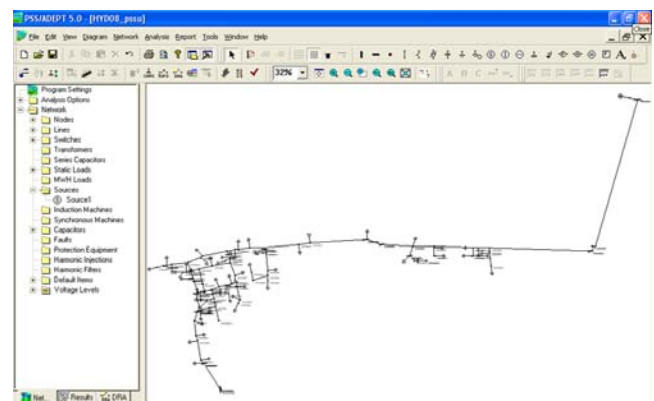 PSS/ADEPT 5.0 - [HYD08_pssu]
Close
File Edit View Diagram Network Analysis Report Tools Window Help
32%
Program Settings
Analysis Options
Network
Nodes
Lines
Switches
Transformers
Series Capacitors
Static Loads
MWH Loads
Sources
Source1
Induction Machines
Synchronous Machines
Capacitors
Faults
Protection Equipment
Harmonic Injections
Harmonic Filters
Default Items
Voltage Levels
Net... Results DRA